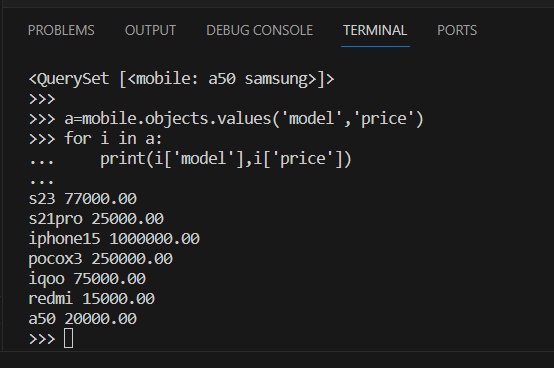 PROBLEMS OUTPUT DEBUG CONSOLE TERMINAL PORTS
<QuerySet [<mobile: a50 samsung>]>
>>>
>>> a=mobile.objects.values('model','price')
>>> for i in a:
...     print(i['model'],i['price'])
...
s23 77000.00
s21pro 25000.00
iphone15 1000000.00
pocox3 250000.00
iqoo 75000.00
redmi 15000.00
a50 20000.00
>>>